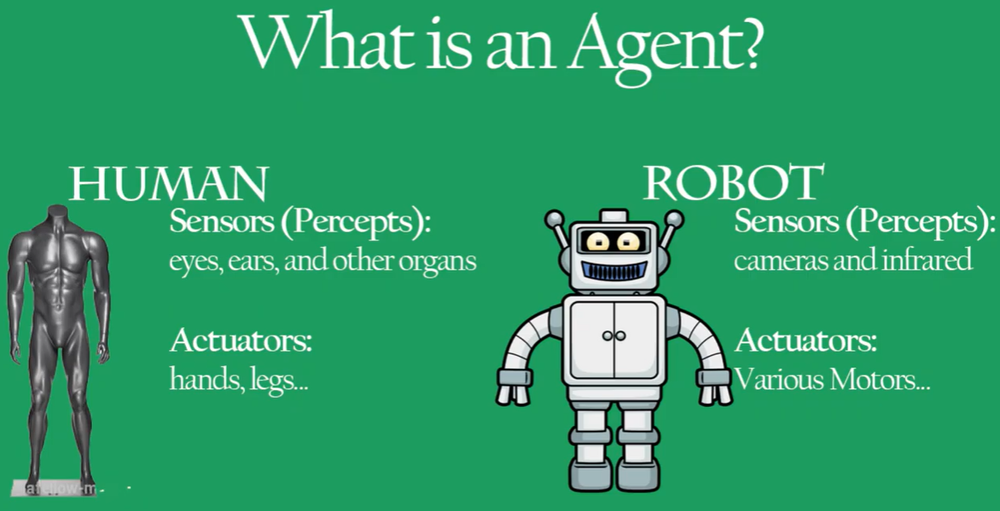 What is an Agent?
HUMAN
Sensors (Percepts):
eyes, ears, and other organs
Actuators:
hands, legs...
ROBOT
Sensors (Percepts):
cameras and infrared
Actuators:
Various Motors...